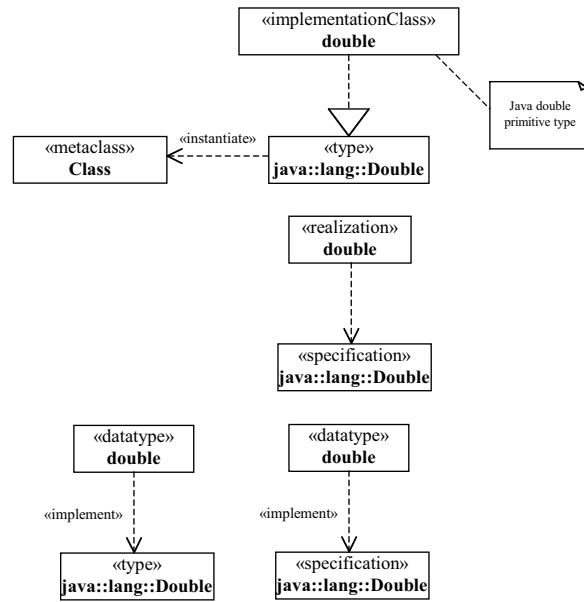 «implementationClass»
double
Java double
primitive type
«instantiate»
«metaclass»
Class
«type»
java::lang::Double
«realization»
double
«specification»
java::lang::Double
«datatype»
double
«datatype»
double
«implement»
«implement»
«type»
java::lang::Double
«specification»
java::lang::Double